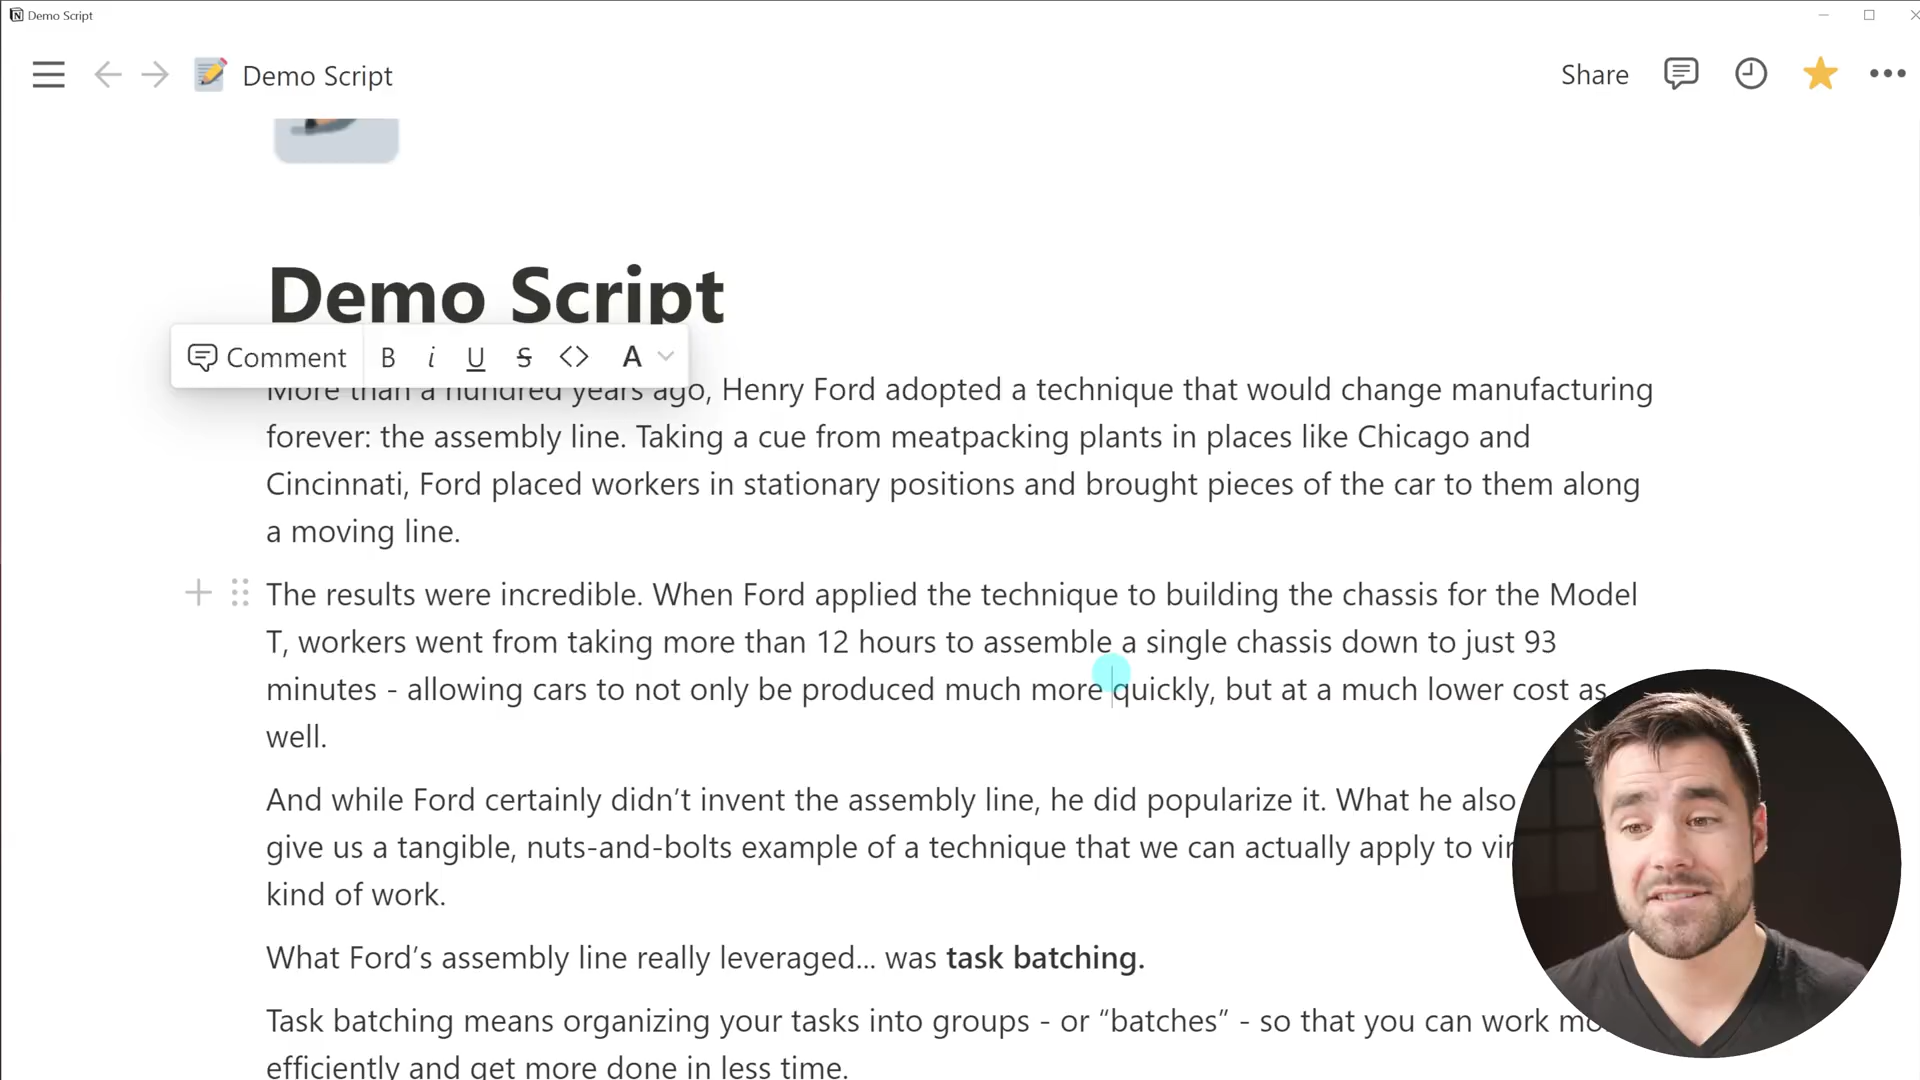 Demo Script
Demo Script
Share
Demo Script
Comment B i U S <> A
More than a hundred years ago, Henry Ford adopted a technique that would change manufacturing
forever: the assembly line. Taking a cue from meatpacking plants in places like Chicago and
Cincinnati, Ford placed workers in stationary positions and brought pieces of the car to them along
a moving line.
The results were incredible. When Ford applied the technique to building the chassis for the Model
T, workers went from taking more than 12 hours to assemble a single chassis down to just 93
minutes - allowing cars to not only be produced much more quickly, but at a much lower cost as
well.
And while Ford certainly didn’t invent the assembly line, he did popularize it. What he also
give us a tangible, nuts-and-bolts example of a technique that we can actually apply to
kind of work.
What Ford’s assembly line really leveraged... was task batching.
Task batching means organizing your tasks into groups - or “batches” - so that you can work
efficiently and get more done in less time.